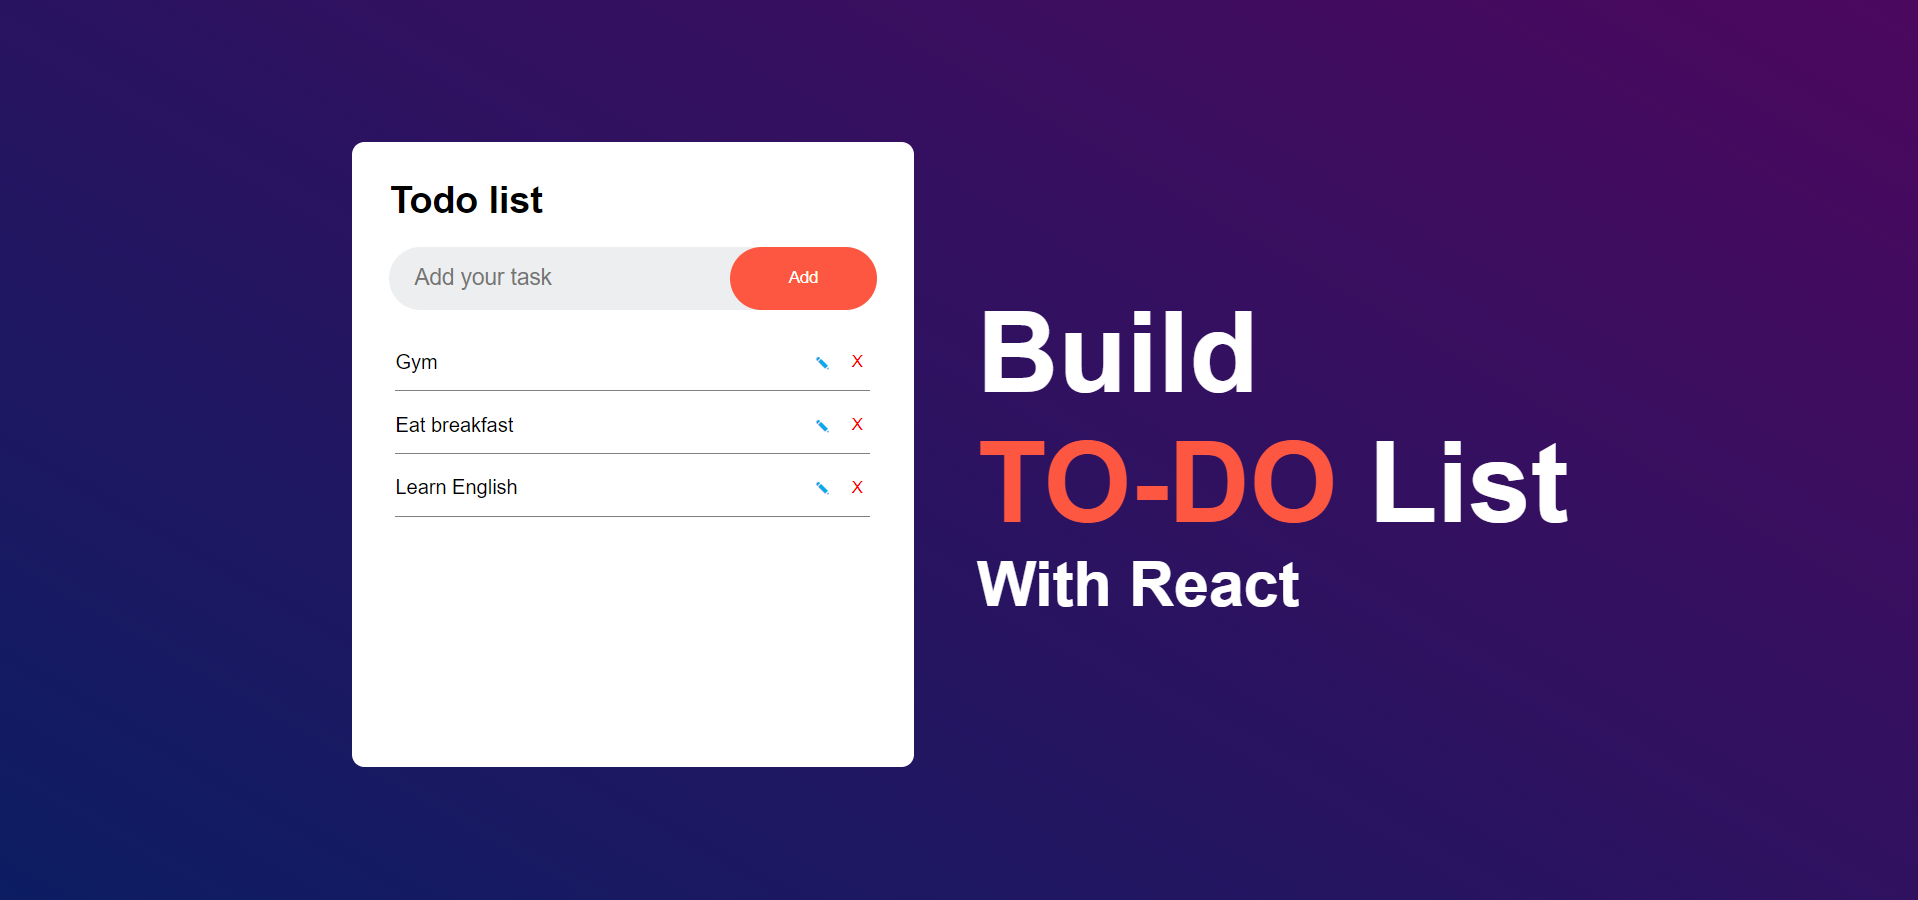 Todo list
Add your task
Add
Gym
X
Eat breakfast
X
Learn English
X
Build
TO-DO List
With React